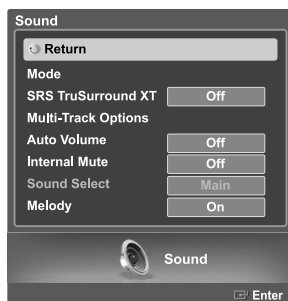 Sound
Return
Mode
SRS TruSurround XT Off
Multi-Track Options
Auto Volume Off
Internal Mute Off
Sound Select Main
Melody On
Sound
Enter